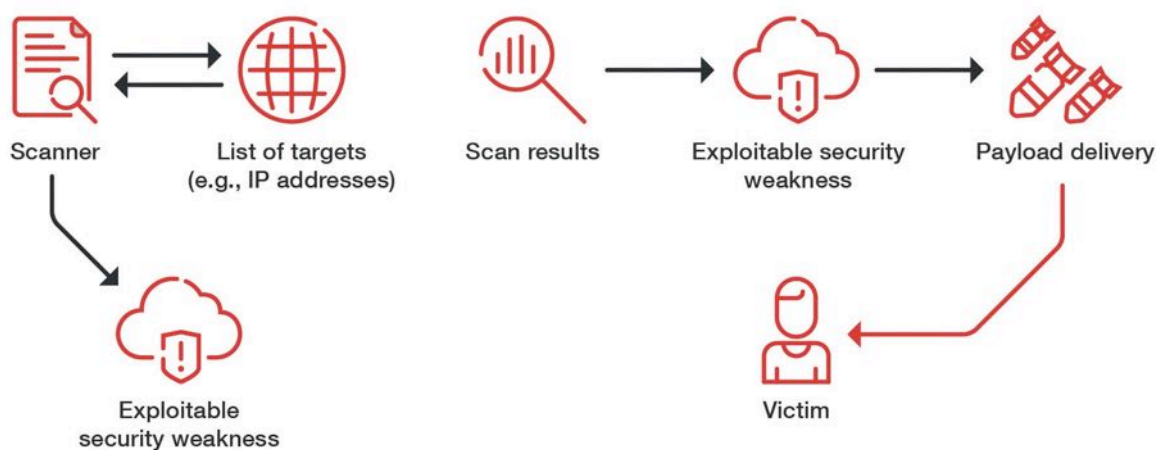 Scanner
List of targets
(e.g., IP addresses)
Scan results
Exploitable security
weakness
Payload delivery
Exploitable
security weakness
Victim